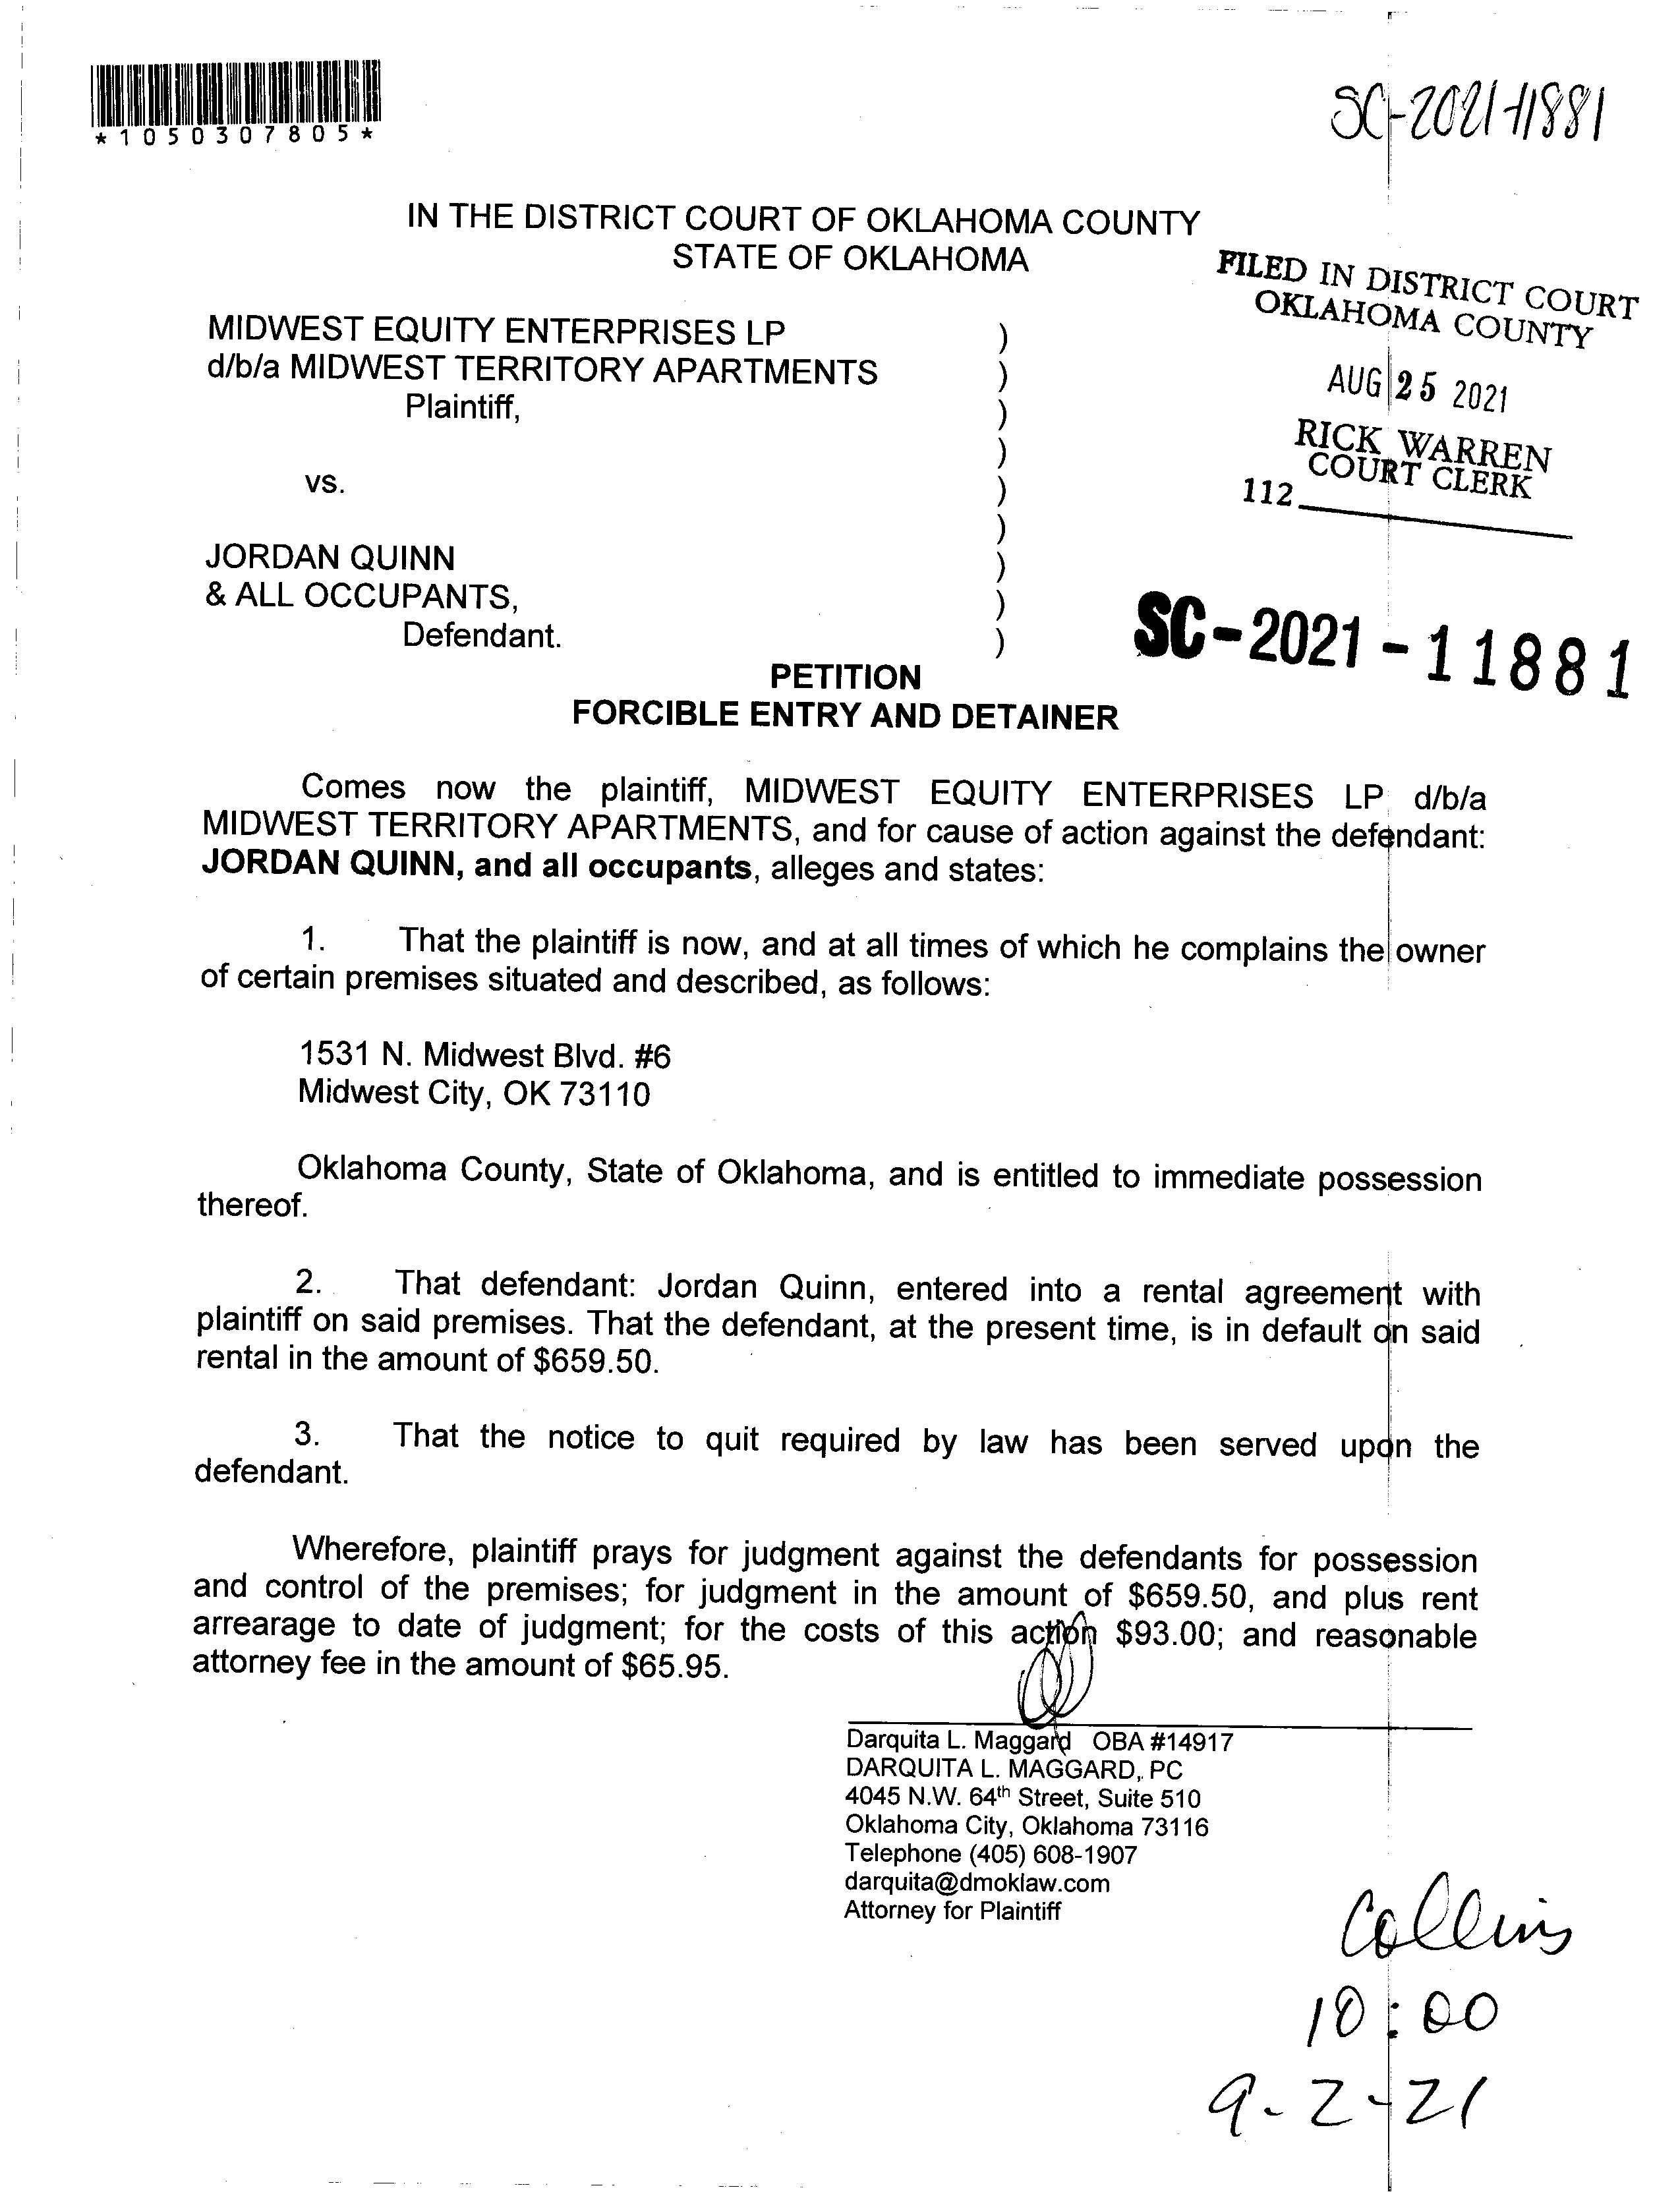 *1050307805*
SC-2021-11881
IN THE DISTRICT COURT OF OKLAHOMA COUNTY
STATE OF OKLAHOMA
FILED IN DISTRICT COURT
OKLAHOMA COUNTY
AUG 25 2021
RICK WARREN
COURT CLERK
112
MIDWEST EQUITY ENTERPRISES LP )
d/b/a MIDWEST TERRITORY APARTMENTS )
Plaintiff, )
)
vs. )
)
JORDAN QUINN )
& ALL OCCUPANTS, )
Defendant. )
SC-2021-11881
PETITION
FORCIBLE ENTRY AND DETAINER
Comes now the plaintiff, MIDWEST EQUITY ENTERPRISES LP d/b/a
MIDWEST TERRITORY APARTMENTS, and for cause of action against the defendant:
JORDAN QUINN, and all occupants, alleges and states:
1. That the plaintiff is now, and at all times of which he complains the owner
of certain premises situated and described, as follows:
1531 N. Midwest Blvd. #6
Midwest City, OK 73110
Oklahoma County, State of Oklahoma, and is entitled to immediate possession
thereof.
2. That defendant: Jordan Quinn, entered into a rental agreement with
plaintiff on said premises. That the defendant, at the present time, is in default on said
rental in the amount of $659.50.
3. That the notice to quit required by law has been served upon the
defendant.
Wherefore, plaintiff prays for judgment against the defendants for possession
and control of the premises; for judgment in the amount of $659.50, and plus rent
arrearage to date of judgment; for the costs of this action $93.00; and reasonable
attorney fee in the amount of $65.95.
Darquita L. Maggard OBA #14917
DARQUITA L. MAGGARD, PC
4045 N.W. 64th Street, Suite 510
Oklahoma City, Oklahoma 73116
Telephone (405) 608-1907
darquita@dmoklaw.com
Attorney for Plaintiff
Collins
10:00
9-2-21